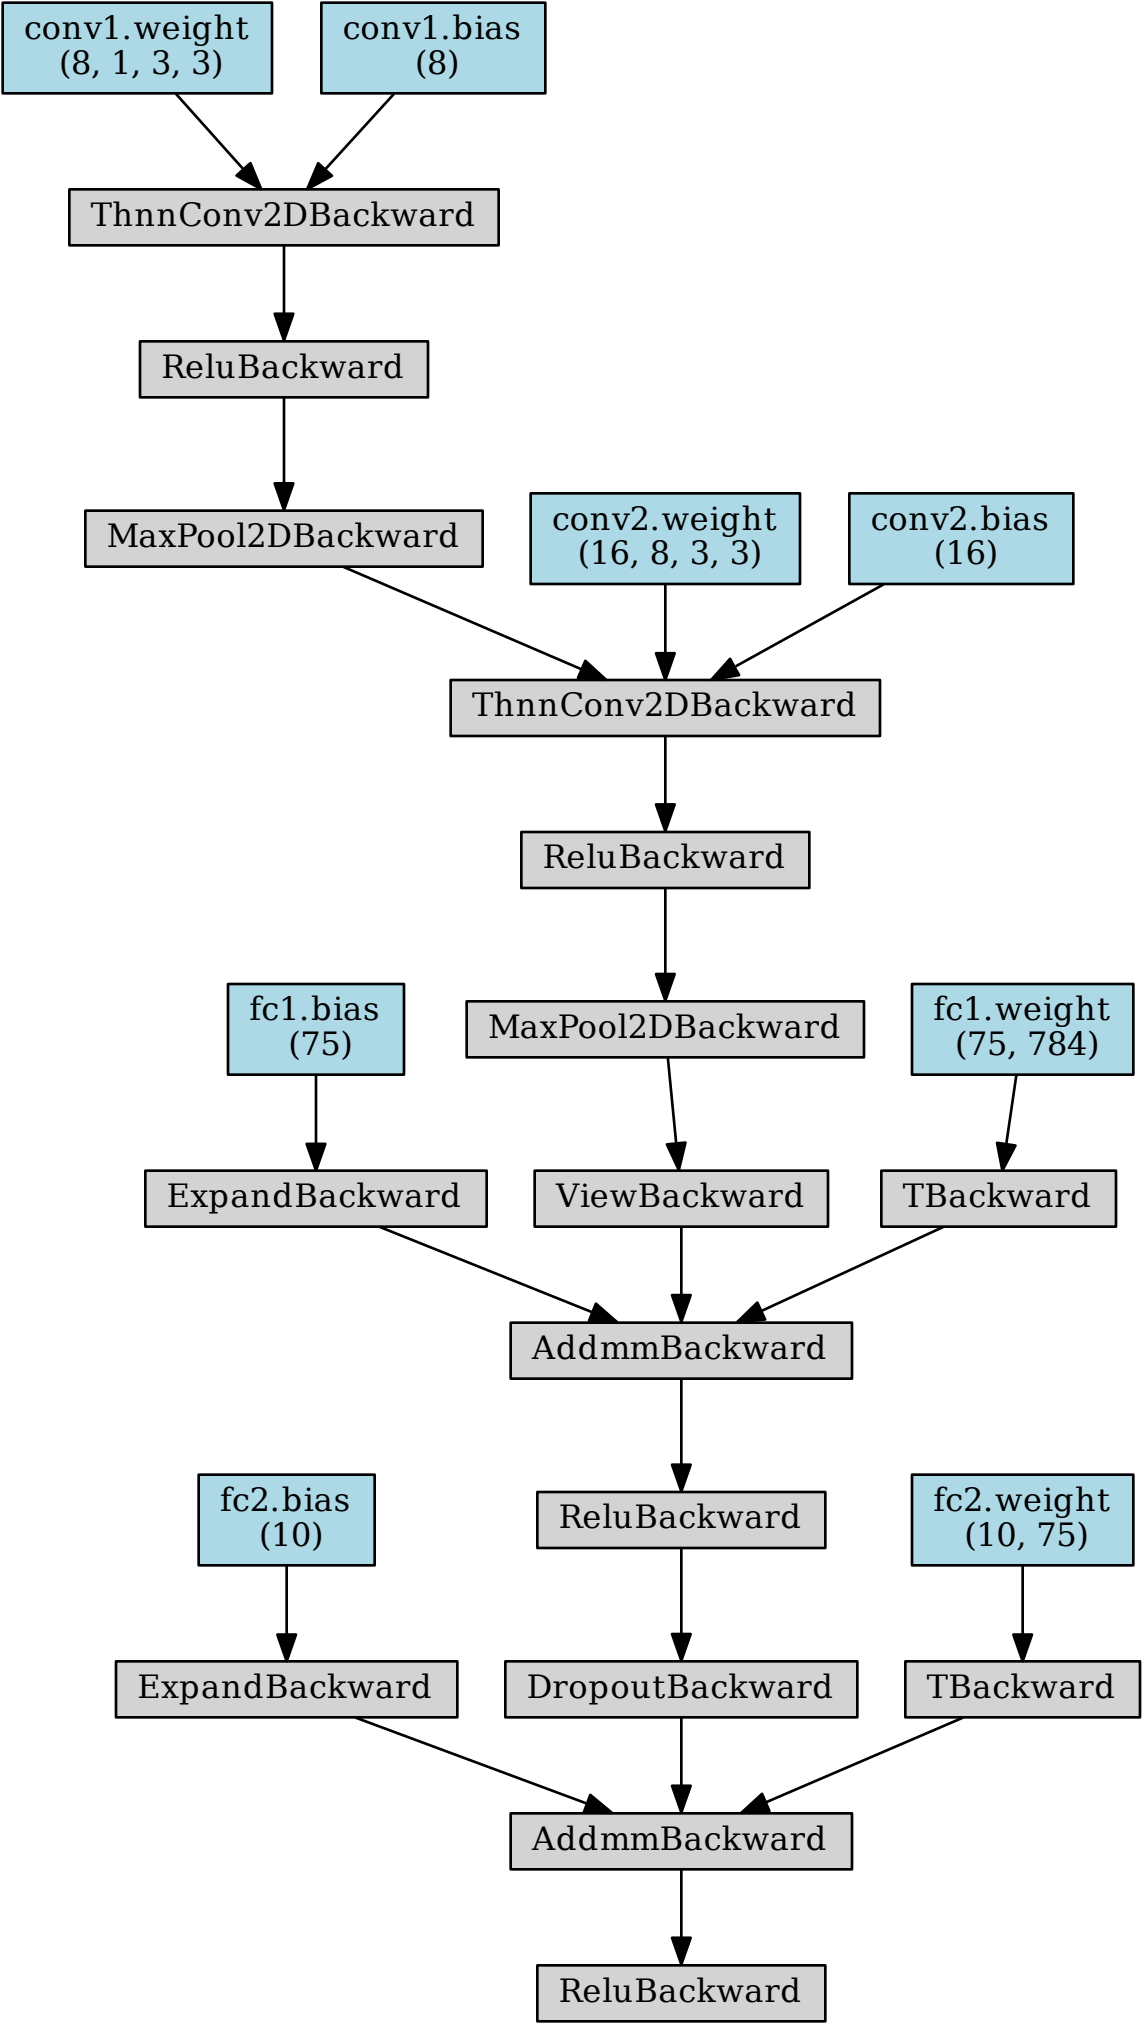 conv1.weight
(8, 1, 3, 3)
conv1.bias
(8)
ThnnConv2DBackward
ReluBackward
MaxPool2DBackward
conv2.weight
(16, 8, 3, 3)
conv2.bias
(16)
ThnnConv2DBackward
ReluBackward
fc1.bias
(75)
MaxPool2DBackward
fc1.weight
(75, 784)
ExpandBackward
ViewBackward
TBackward
AddmmBackward
fc2.bias
(10)
ReluBackward
fc2.weight
(10, 75)
ExpandBackward
DropoutBackward
TBackward
AddmmBackward
ReluBackward